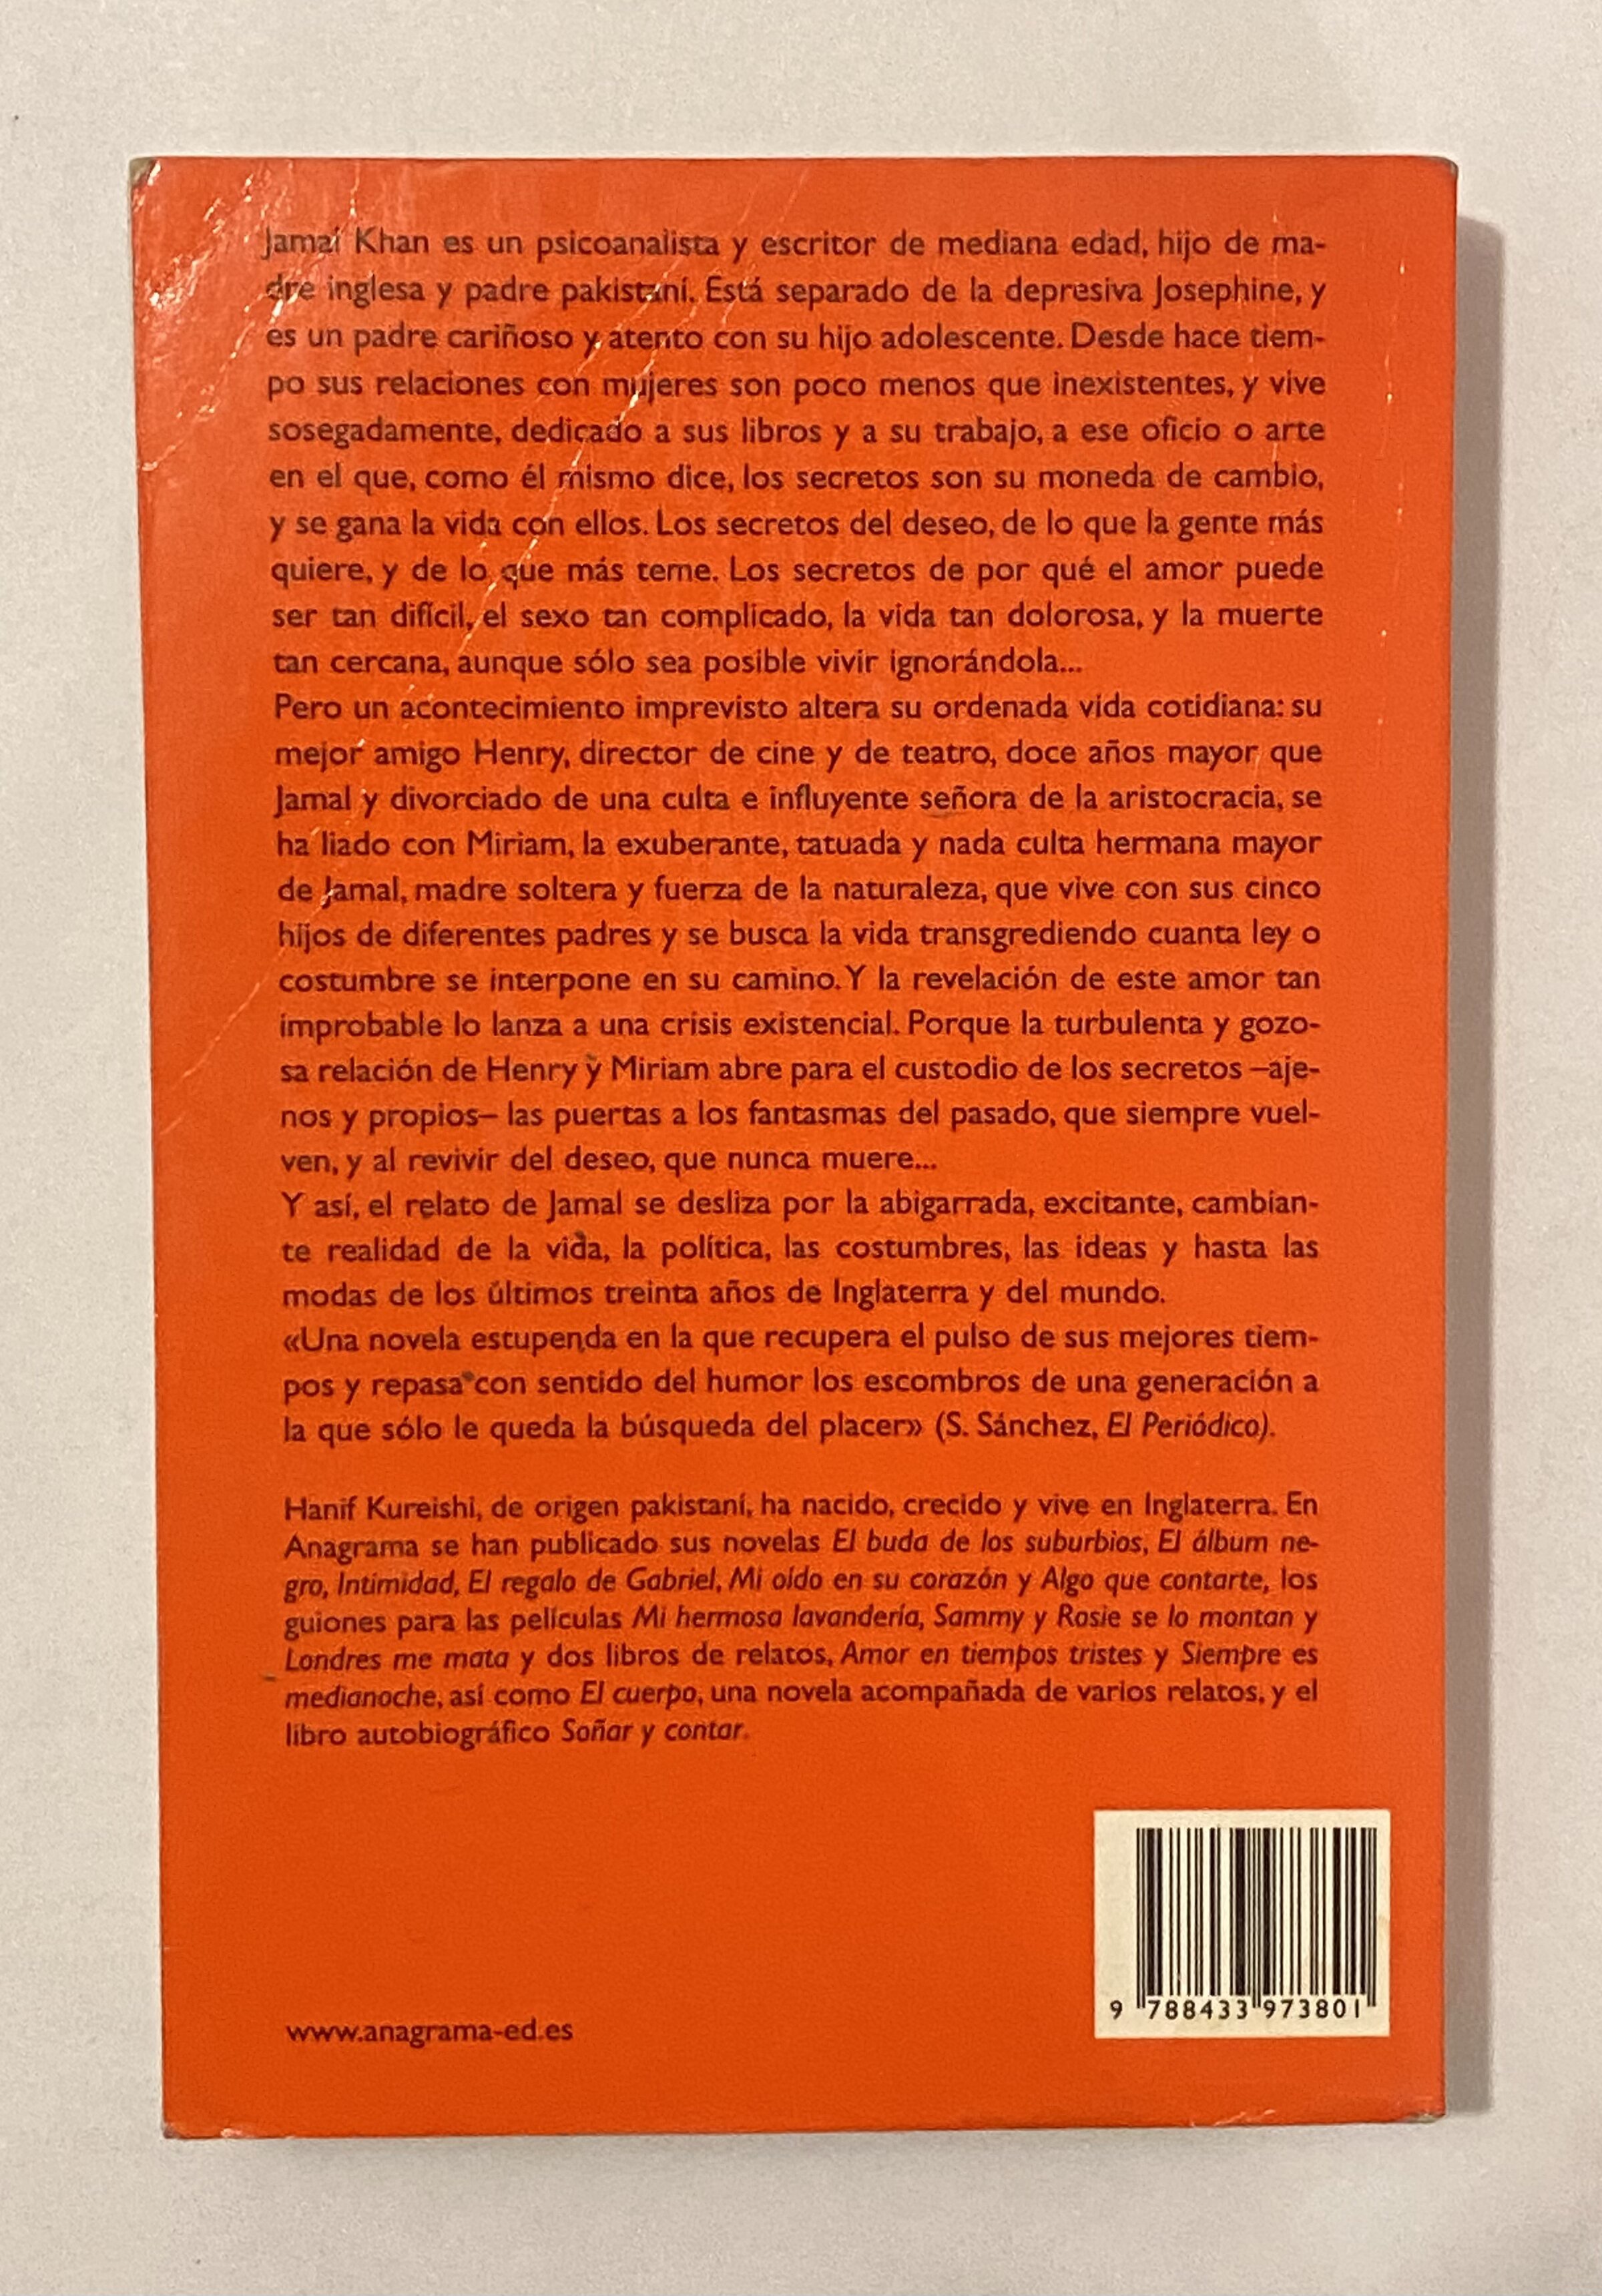 Jamal Khan es un psicoanalista y escritor de mediana edad, hijo de ma-
dre inglesa y padre pakistaní. Está separado de la depresiva Josephine, y
es un padre cariñoso y atento con su hijo adolescente. Desde hace tiem-
po sus relaciones con mujeres son poco menos que inexistentes, y vive
sosegadamente, dedicado a sus libros y a su trabajo, a ese oficio o arte
en el que, como él mismo dice, los secretos son su moneda de cambio,
y se gana la vida con ellos. Los secretos del deseo, de lo que la gente más
quiere, y de lo que más teme. Los secretos de por qué el amor puede
ser tan difícil, el sexo tan complicado, la vida tan dolorosa, y la muerte
tan cercana, aunque sólo sea posible vivir ignorándola...
Pero un acontecimiento imprevisto altera su ordenada vida cotidiana: su
mejor amigo Henry, director de cine y de teatro, doce años mayor que
Jamal y divorciado de una culta e influyente señora de la aristocracia, se
ha liado con Miriam, la exuberante, tatuada y nada culta hermana mayor
de Jamal, madre soltera y fuerza de la naturaleza, que vive con sus cinco
hijos de diferentes padres y se busca la vida transgrediendo cuanta ley o
costumbre se interpone en su camino. Y la revelación de este amor tan
improbable lo lanza a una crisis existencial. Porque la turbulenta y gozo-
sa relación de Henry y Miriam abre para el custodio de los secretos –aje-
nos y propios– las puertas a los fantasmas del pasado, que siempre vuel-
ven, y al revivir del deseo, que nunca muere...
Y así, el relato de Jamal se desliza por la abigarrada, excitante, cambian-
te realidad de la vida, la política, las costumbres, las ideas y hasta las
modas de los últimos treinta años de Inglaterra y del mundo.
«Una novela estupenda en la que recupera el pulso de sus mejores tiem-
pos y repasa con sentido del humor los escombros de una generación a
la que sólo le queda la búsqueda del placer» (S. Sánchez, El Periódico).
Hanif Kureishi, de origen pakistaní, ha nacido, crecido y vive en Inglaterra. En
Anagrama se han publicado sus novelas El buda de los suburbios, El álbum ne-
gro, Intimidad, El regalo de Gabriel, Mi oído en su corazón y Algo que contarte, los
guiones para las películas Mi hermosa lavandería, Sammy y Rosie se lo montan y
Londres me mata y dos libros de relatos, Amor en tiempos tristes y Siempre es
medianoche, así como El cuerpo, una novela acompañada de varios relatos, y el
libro autobiográfico Soñar y contar.
www.anagrama-ed.es
9 788433 973801